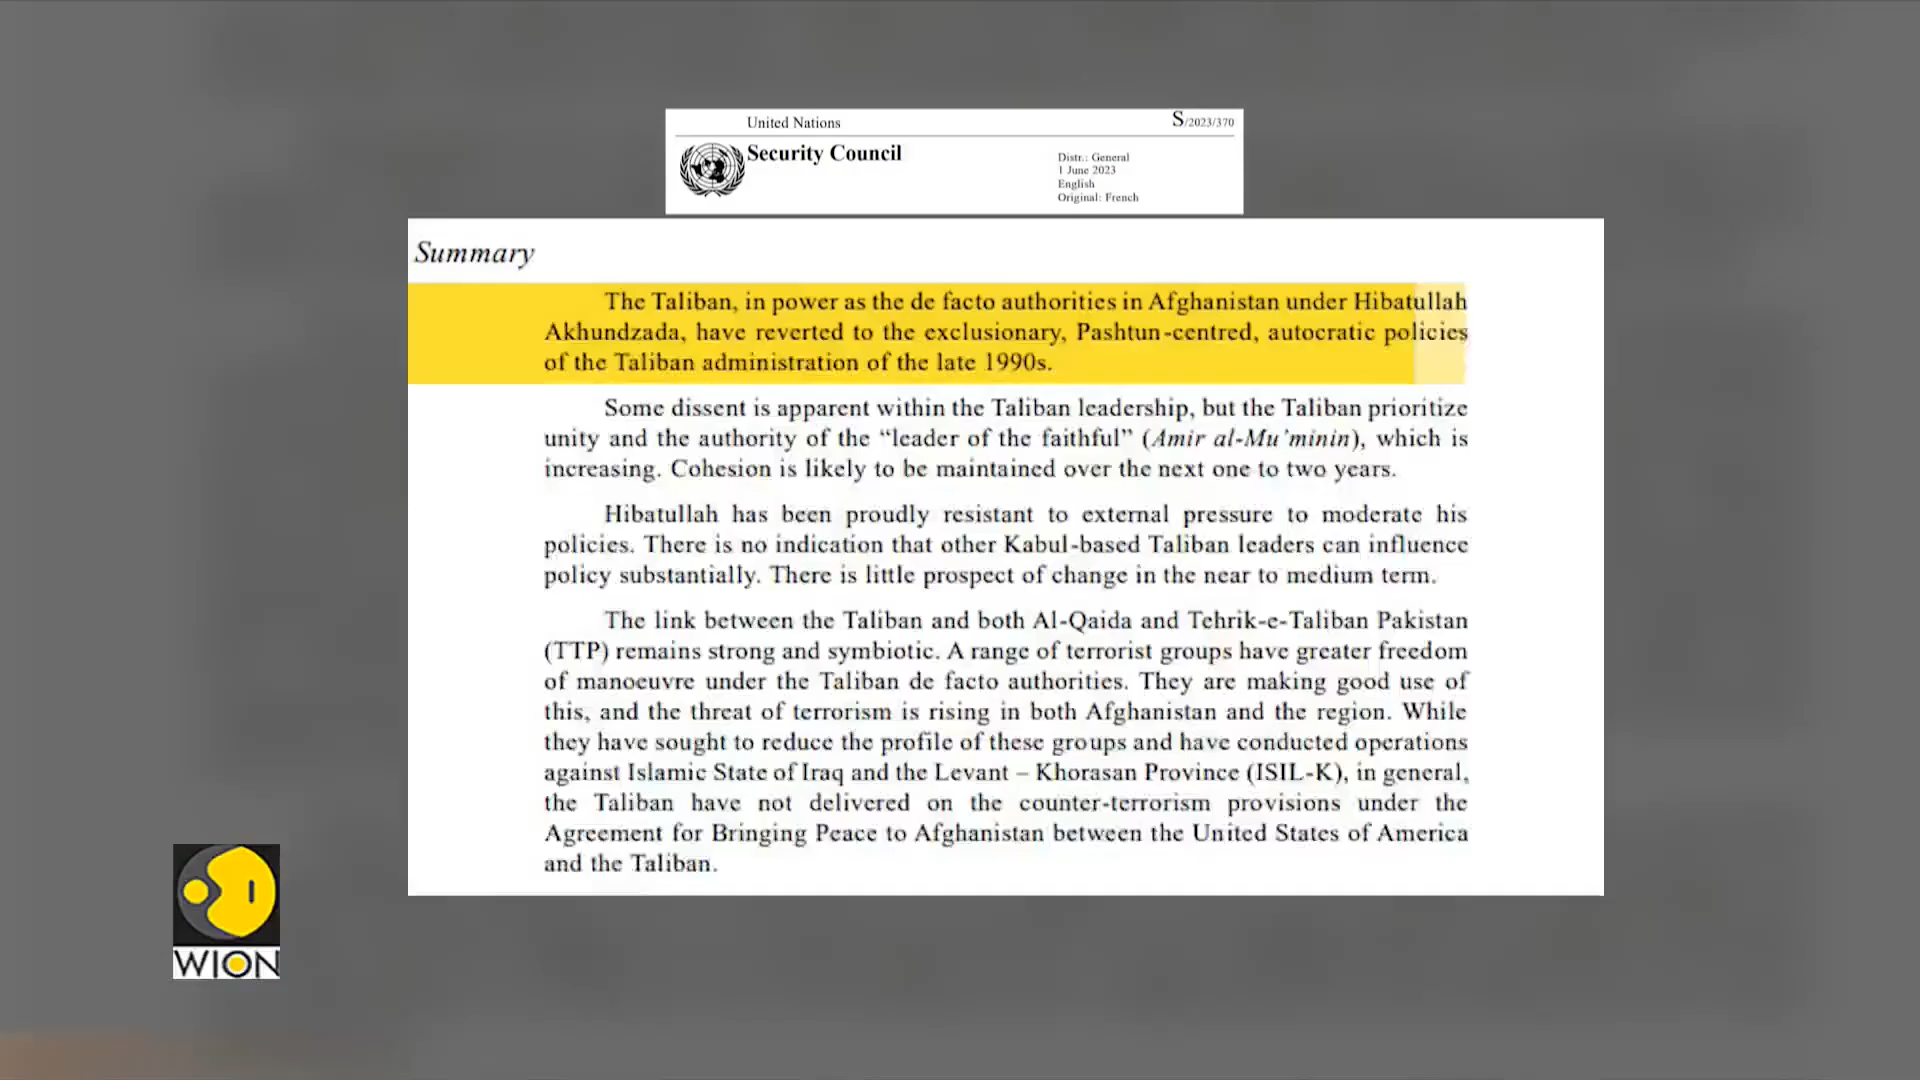 United Nations
S/2023/370
Security Council
Distr.: General
1 June 2023
English
Original: French
Summary
The Taliban, in power as the de facto authorities in Afghanistan under Hibatullah
Akhundzada, have reverted to the exclusionary, Pashtun-centred, autocratic policies
of the Taliban administration of the late 1990s.
Some dissent is apparent within the Taliban leadership, but the Taliban prioritize
unity and the authority of the “leader of the faithful” (Amir al-Mu’minin), which is
increasing. Cohesion is likely to be maintained over the next one to two years.
Hibatullah has been proudly resistant to external pressure to moderate his
policies. There is no indication that other Kabul-based Taliban leaders can influence
policy substantially. There is little prospect of change in the near to medium term.
The link between the Taliban and both Al-Qaida and Tehrik-e-Taliban Pakistan
(TTP) remains strong and symbiotic. A range of terrorist groups have greater freedom
of manoeuvre under the Taliban de facto authorities. They are making good use of
this, and the threat of terrorism is rising in both Afghanistan and the region. While
they have sought to reduce the profile of these groups and have conducted operations
against Islamic State of Iraq and the Levant – Khorasan Province (ISIL-K), in general,
the Taliban have not delivered on the counter-terrorism provisions under the
Agreement for Bringing Peace to Afghanistan between the United States of America
and the Taliban.
WION